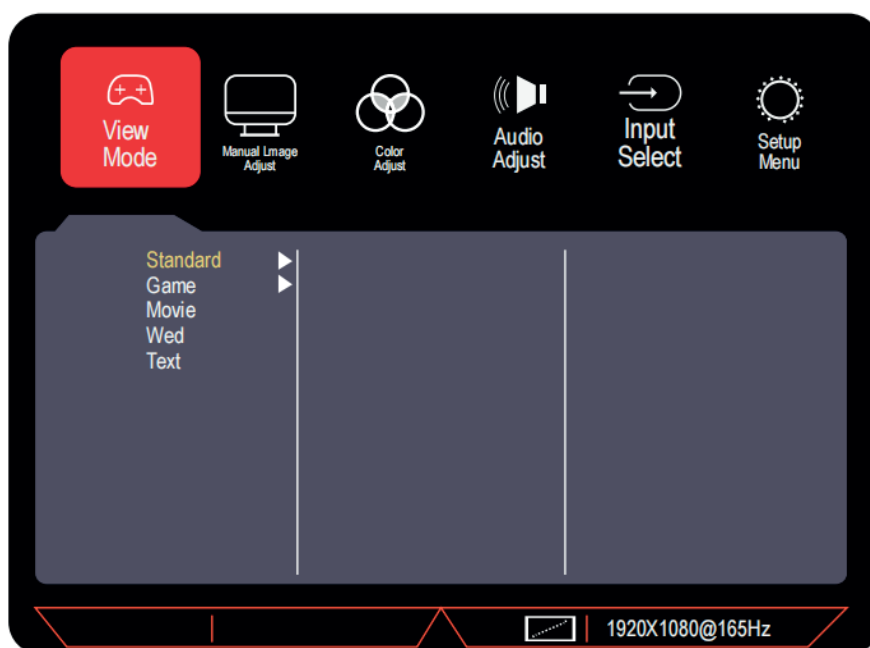 View
Mode
Manual Lmage
Adjust
Color
Adjust
Audio
Adjust
Input
Select
Setup
Menu
Standard
Game
Movie
Wed
Text
1920X1080@165Hz